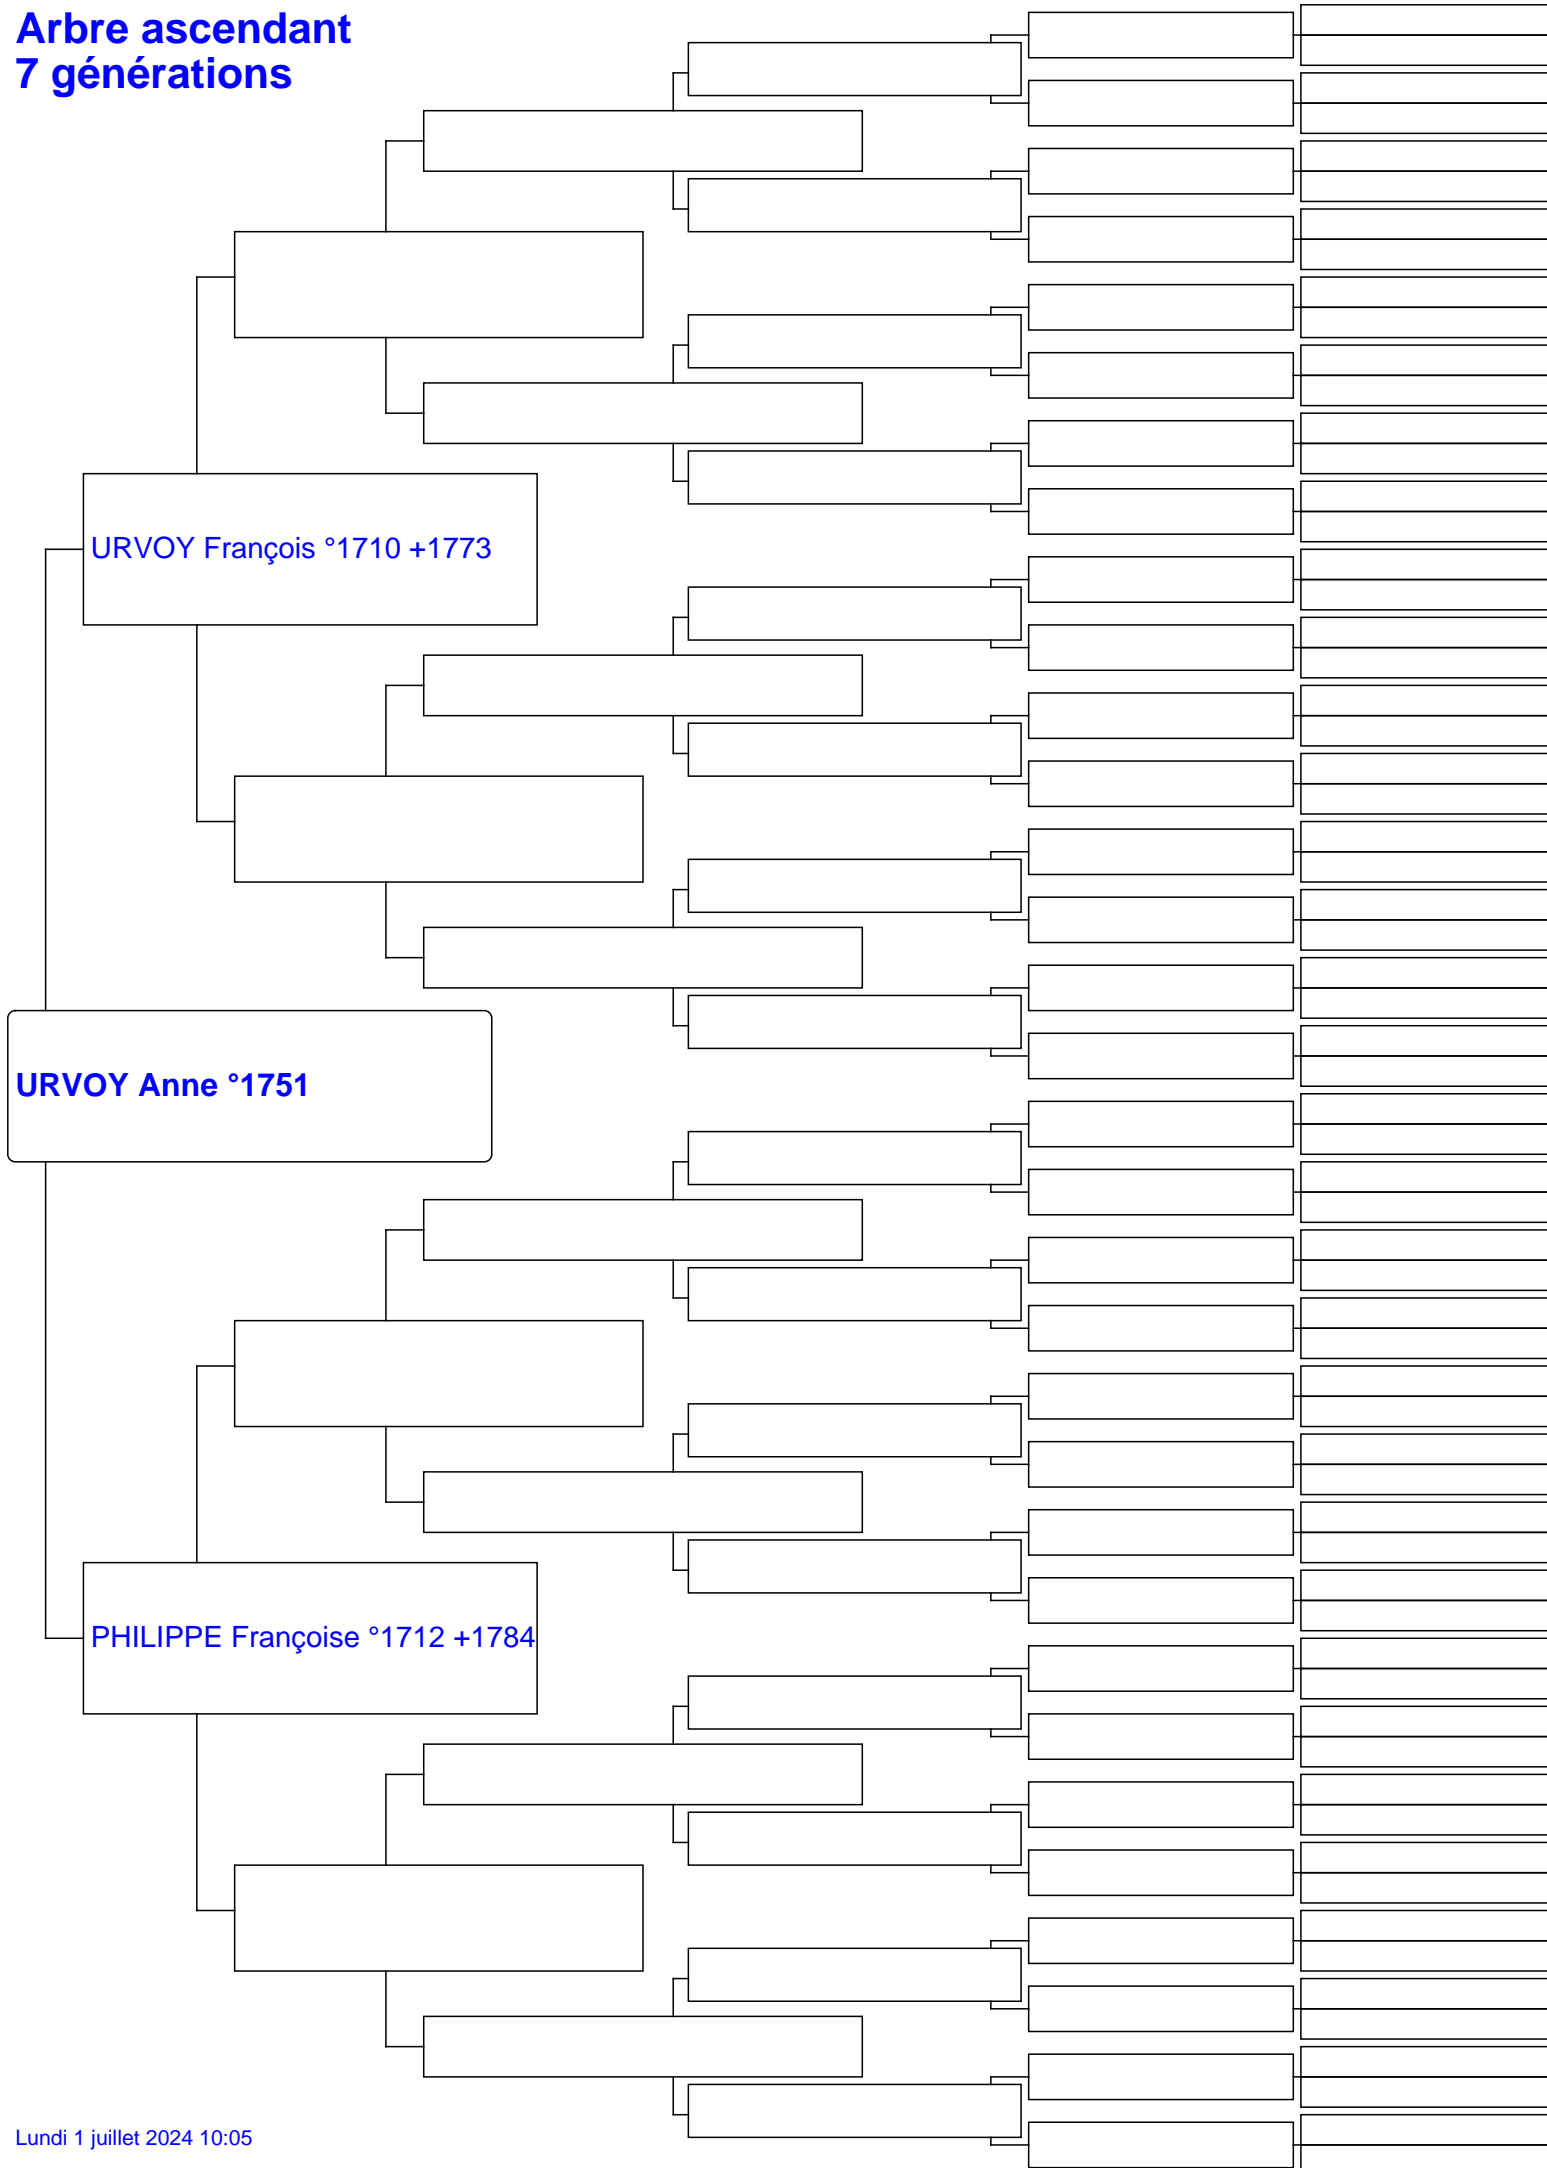 Arbre ascendant
7 générations
URVOY François °1710 +1773
URVOY Anne °1751
PHILIPPE Françoise °1712 +1784
Lundi 1 juillet 2024 10:05